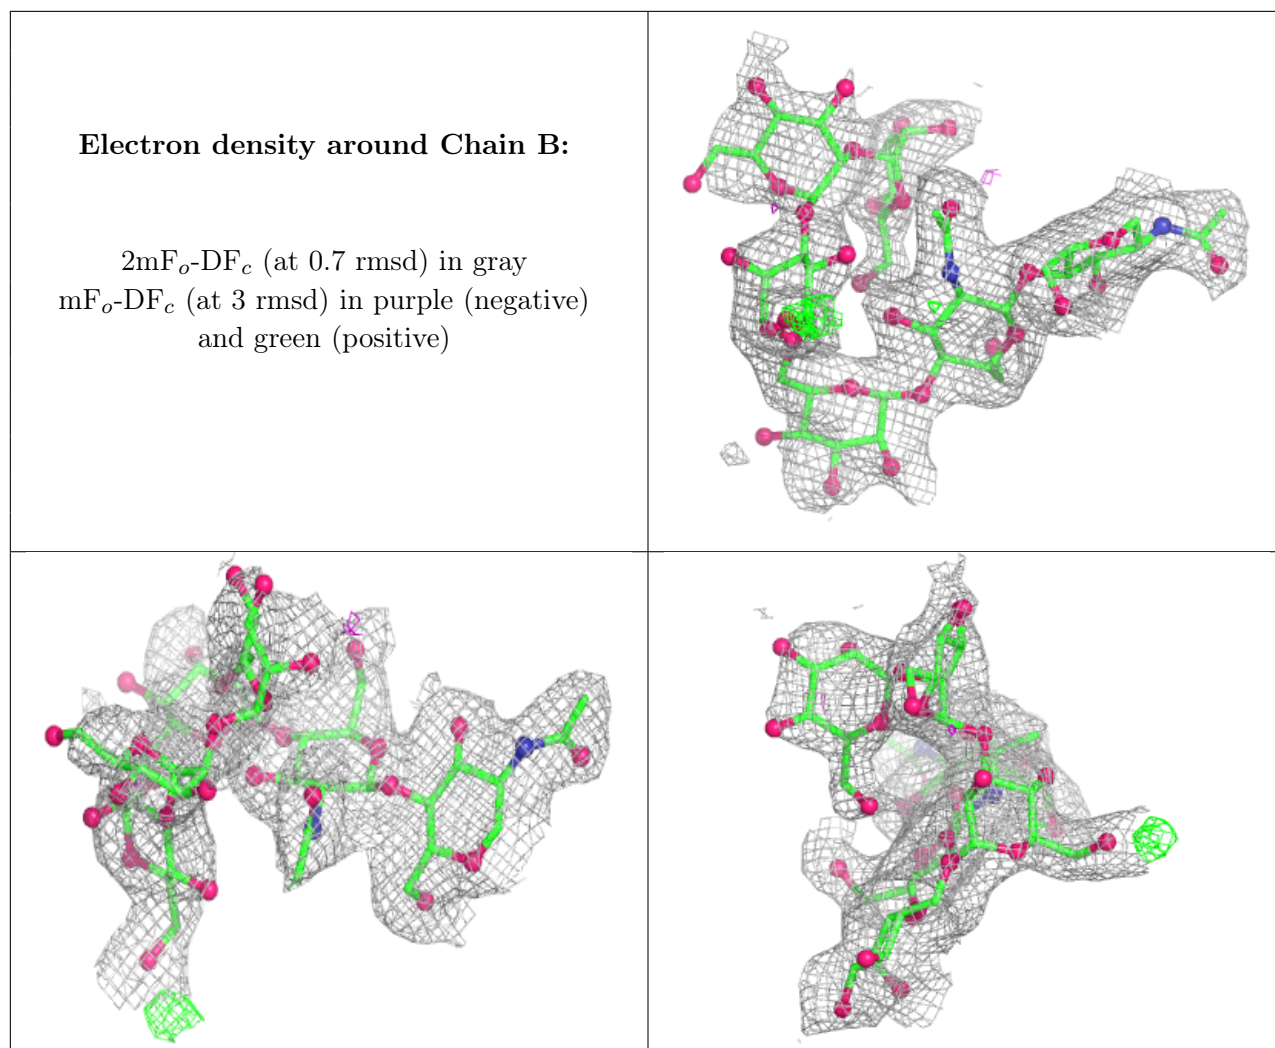 Electron density around Chain B:
2mFₒ-DF𝒸 (at 0.7 rmsd) in gray
mFₒ-DF𝒸 (at 3 rmsd) in purple (negative)
and green (positive)